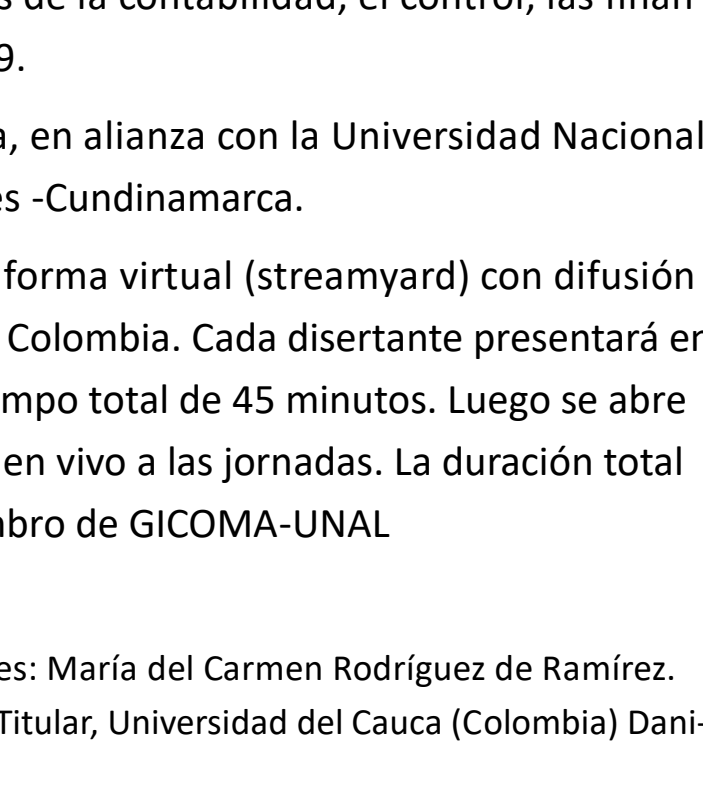 s de la contabilidad, el control, las finan
9.
a, en alianza con la Universidad Nacional
es -Cundinamarca.
forma virtual (streamyard) con difusión
Colombia. Cada disertante presentará en
mpo total de 45 minutos. Luego se abre
en vivo a las jornadas. La duración total
mbro de GICOMA-UNAL
es: María del Carmen Rodríguez de Ramírez.
Titular, Universidad del Cauca (Colombia) Dani-